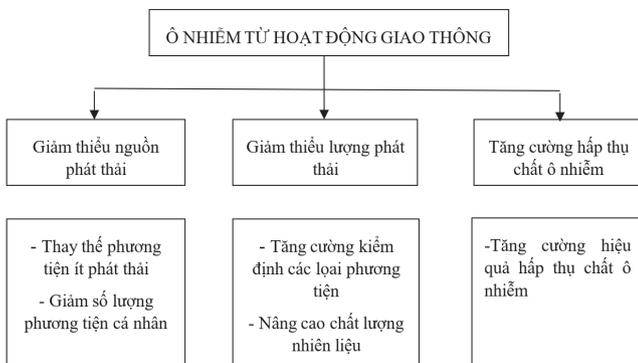 Ô NHIỄM TỪ HOẠT ĐỘNG GIAO THÔNG
Giảm thiểu nguồn
phát thải
Giảm thiểu lượng phát
thải
Tăng cường hấp thụ
chất ô nhiễm
- Thay thế phương
tiện ít phát thải
- Giảm số lượng
phương tiện cá nhân
- Tăng cường kiểm
định các lọai phương
tiện
- Nâng cao chất lượng
nhiên liệu
-Tăng cường hiệu
quả hấp thụ chất ô
nhiễm